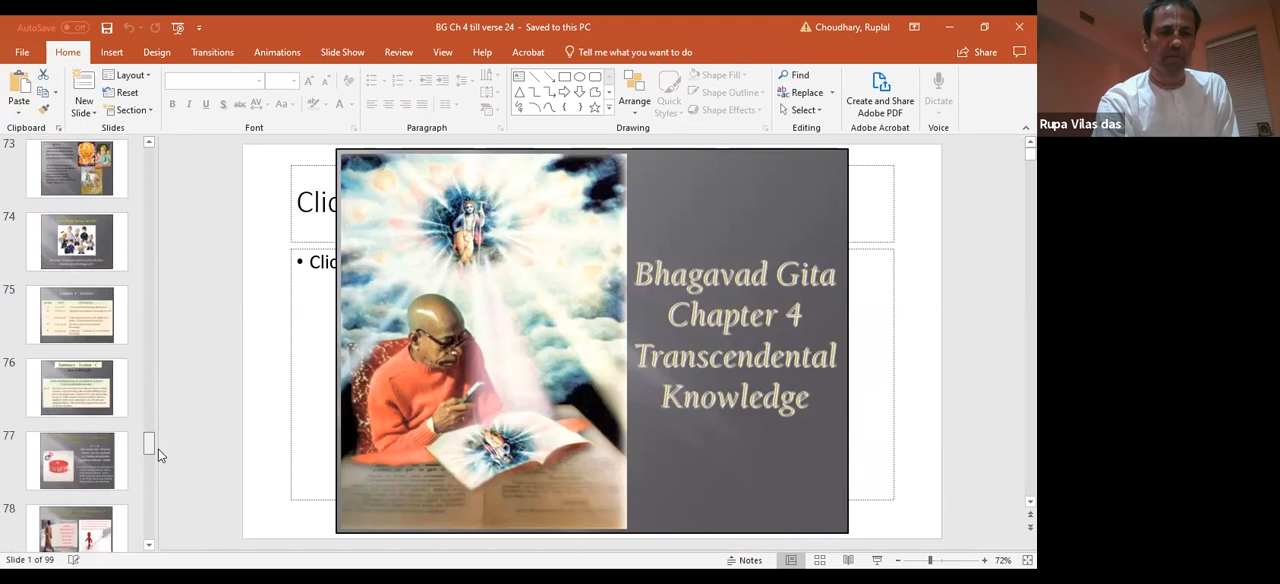 AutoSave Off
BG Ch 4 till verse 24 - Saved to this PC
Choudhary, Ruplal
File Home Insert Design Transitions Animations Slide Show Review View Help Acrobat Tell me what you want to do Share
Paste
Clipboard
New Slide
Layout
Reset
Section
Slides
Aa
Font
Paragraph
Arrange
Quick Styles
Shape Fill
Shape Outline
Shape Effects
Drawing
Find
Replace
Select
Editing
Create and Share
Adobe PDF
Adobe Acrobat
Dictate
Voice
Rupa Vilas das
73
74
75
76
77
78
Clic
• Clic
Bhagavad Gita
Chapter 4
Transcendental
Knowledge
Slide 1 of 99
Notes
72%